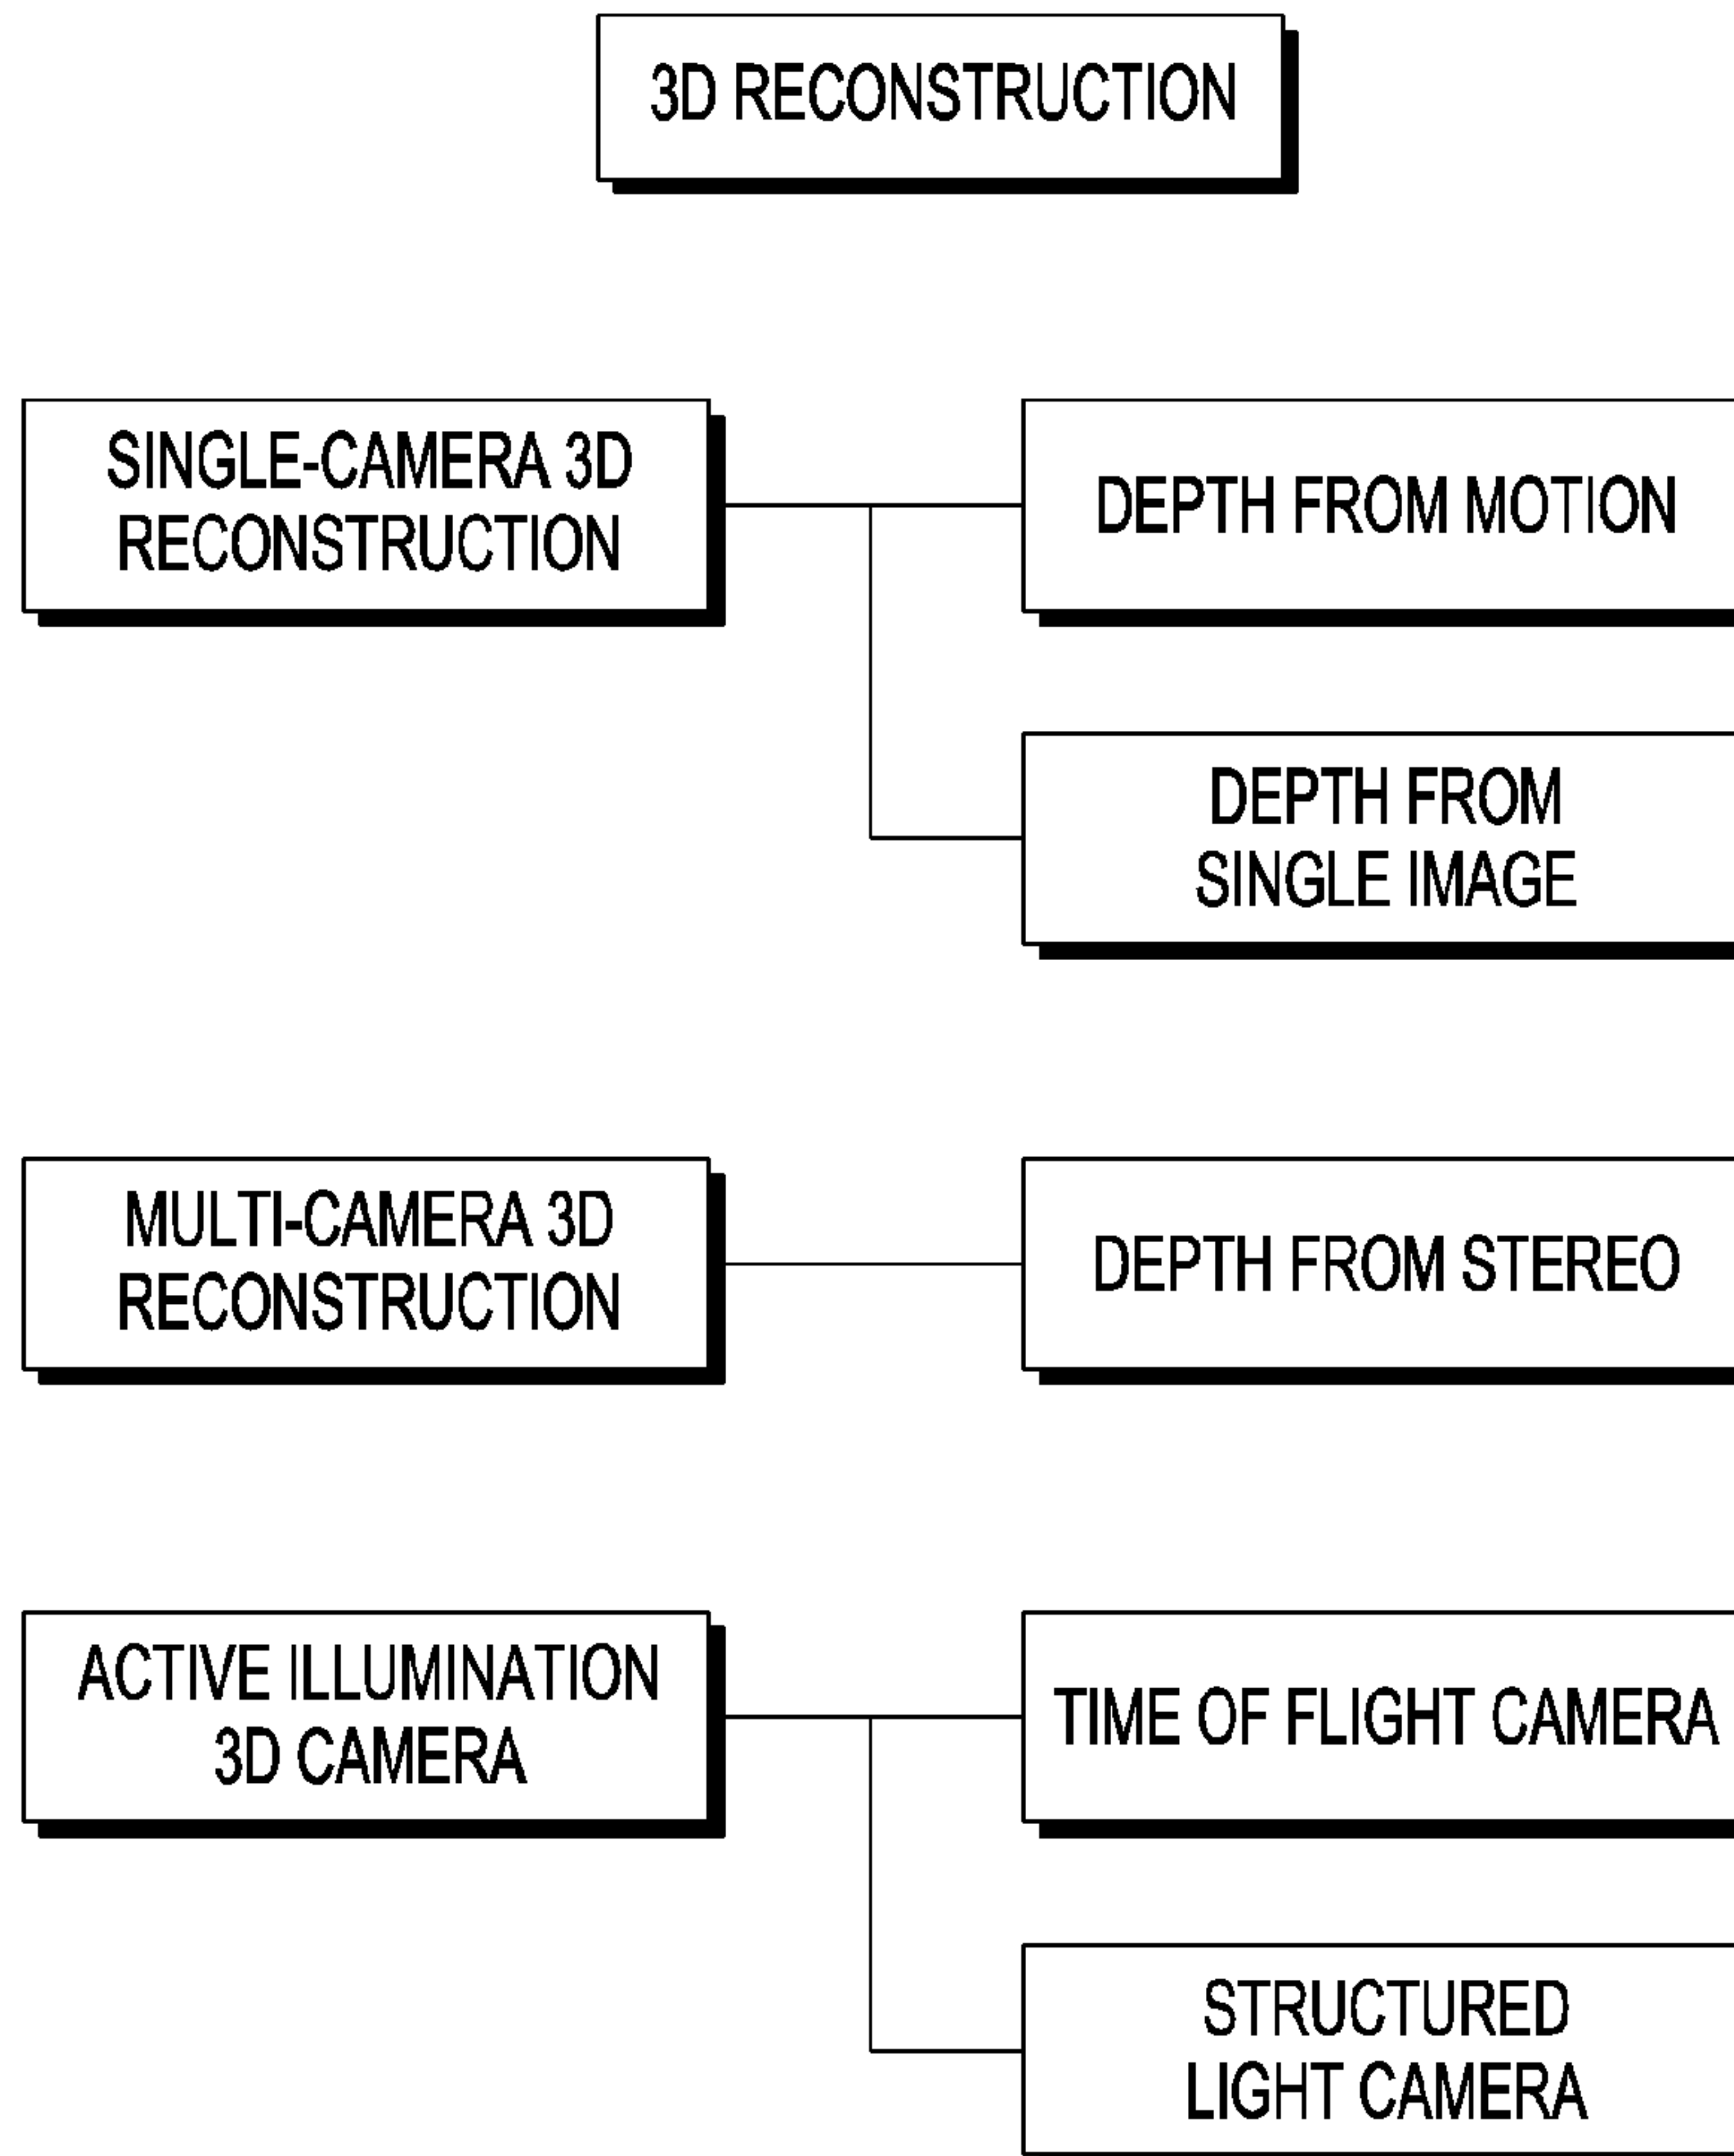 3D RECONSTRUCTION
SINGLE-CAMERA 3D
RECONSTRUCTION
DEPTH FROM MOTION
DEPTH FROM
SINGLE IMAGE
MULTI-CAMERA 3D
RECONSTRUCTION
DEPTH FROM STEREO
ACTIVE ILLUMINATION
3D CAMERA
TIME OF FLIGHT CAMERA
STRUCTURED
LIGHT CAMERA